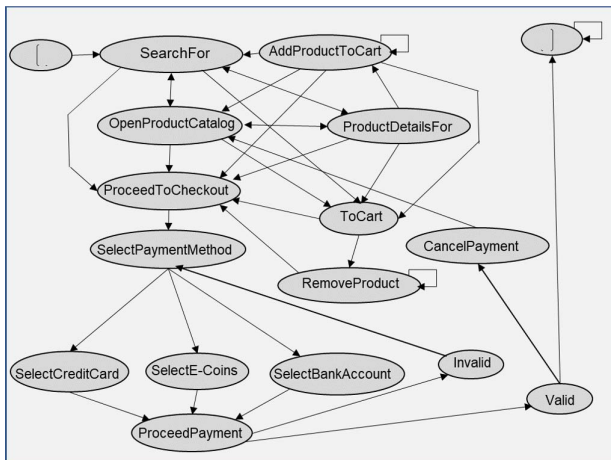 [.
SearchFor
AddProductToCart
.]
OpenProductCatalog
ProductDetailsFor
ProceedToCheckout
ToCart
SelectPaymentMethod
CancelPayment
RemoveProduct
SelectCreditCard
SelectE-Coins
SelectBankAccount
Invalid
Valid
ProceedPayment